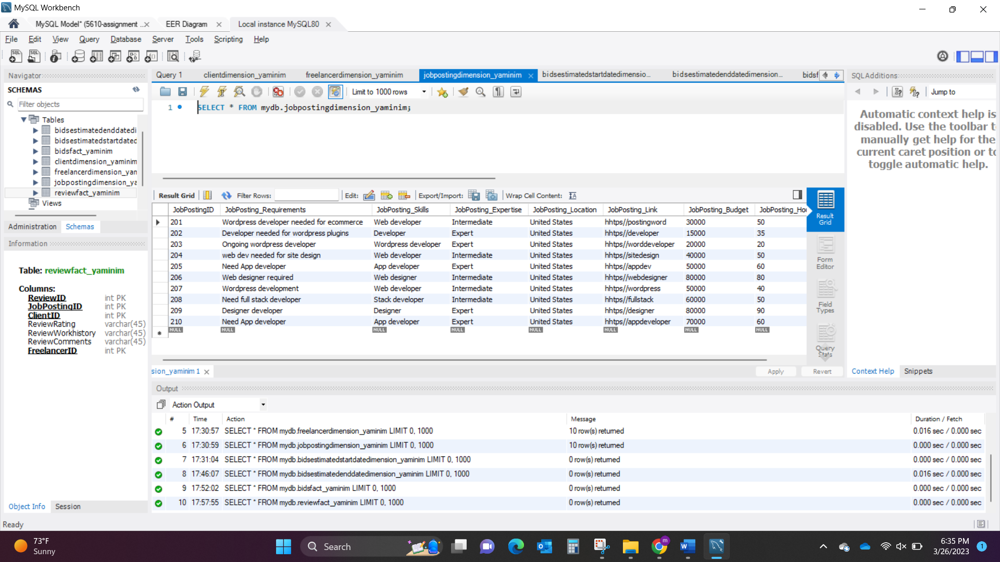 MySQL Workbench
MySQL Model* (5610-assignment ...
EER Diagram
Local instance MySQL80
File Edit View Query Database Server Tools Scripting Help
Navigator
SCHEMAS
Filter objects
Tables
bidsestimatedenddatedi
bidsestimatedstartdatec
bidsfact_yaminim
clientdimension_yaminim
freelancerdimension_yan
jobpostingdimension_ya
reviewfact_yaminim
Views
Administration Schemas
Information
Table: reviewfact_yaminim
Columns:
ReviewID int PK
JobPostingID int PK
ClientID int PK
ReviewRating varchar(45)
ReviewWorkhistory varchar(45)
ReviewComments varchar(45)
FreelancerID int PK
Object Info Session
Query 1 clientdimension_yaminim freelancerdimension_yaminim jobpostingdimension_yaminim bidsestimatedstartdatedimensio... bidsestimatedenddatedimension... bidsf
Limit to 1000 rows
1 SELECT * FROM mydb.jobpostingdimension_yaminim;
Result Grid Filter Rows: Edit: Export/Import: Wrap Cell Content:
JobPostingID JobPosting_Requirements JobPosting_Skills JobPosting_Expertise JobPosting_Location JobPosting_Link JobPosting_Budget JobPosting_Hou
201 Wordpress developer needed for ecommerce Web developer Intermediate United States hhtps//postingword 30000 50
202 Developer needed for wordpress plugins Developer Expert United States hhtps//developer 15000 35
203 Ongoing wordpress developer Wordpress developer Expert United States hhtps//worddeveloper 20000 20
204 web dev needed for site design Web developer Intermediate United States hhtps//sitedesign 40000 50
205 Need App developer App developer Expert United States hhtps//appdev 50000 60
206 Web designer required Web designer Intermediate United States hhtps//webdesigner 80000 80
207 Wordpress development Web developer Intermediate United States hhtps//wordpress 50000 40
208 Need full stack developer Stack developer Intermediate United States hhtps//fullstack 60000 50
209 Designer developer Designer Expert United States hhtps//designer 80000 90
210 Need App developer App developer Expert United States hhtps//appdeveloper 70000 60
NULL NULL NULL NULL NULL NULL NULL NULL
Result
Grid
Form
Editor
Field
Types
Query
Stats
sion_yaminim 1
Apply Revert
SQLAdditions
Jump to
Automatic context help is
disabled. Use the toolbar t
manually get help for the
current caret position or to
toggle automatic help.
Context Help Snippets
Output
Action Output
# Time Action Message Duration / Fetch
5 17:30:57 SELECT * FROM mydb.freelancerdimension_yaminim LIMIT 0, 1000 10 row(s) returned 0.016 sec / 0.000 sec
6 17:30:59 SELECT * FROM mydb.jobpostingdimension_yaminim LIMIT 0, 1000 10 row(s) returned 0.000 sec / 0.000 sec
7 17:31:04 SELECT * FROM mydb.bidsestimatedstartdatedimension_yaminim LIMIT 0, 1000 0 row(s) returned 0.000 sec / 0.000 sec
8 17:46:07 SELECT * FROM mydb.bidsestimatedenddatedimension_yaminim LIMIT 0, 1000 0 row(s) returned 0.016 sec / 0.000 sec
9 17:52:02 SELECT * FROM mydb.bidsfact_yaminim LIMIT 0, 1000 0 row(s) returned 0.000 sec / 0.000 sec
10 17:57:55 SELECT * FROM mydb.reviewfact_yaminim LIMIT 0, 1000 0 row(s) returned 0.000 sec / 0.000 sec
Ready
73°F
Sunny
Search
6:35 PM
3/26/2023
1